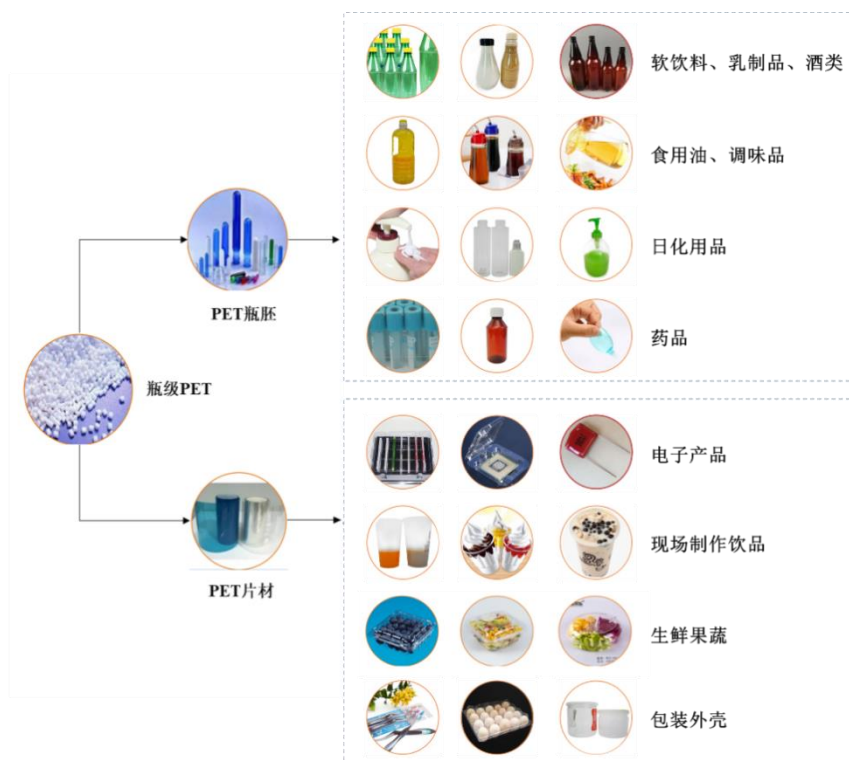 软饮料、乳制品、酒类
食用油、调味品
日化用品
药品
PET瓶胚
瓶级PET
PET片材
电子产品
现场制作饮品
生鲜果蔬
包装外壳